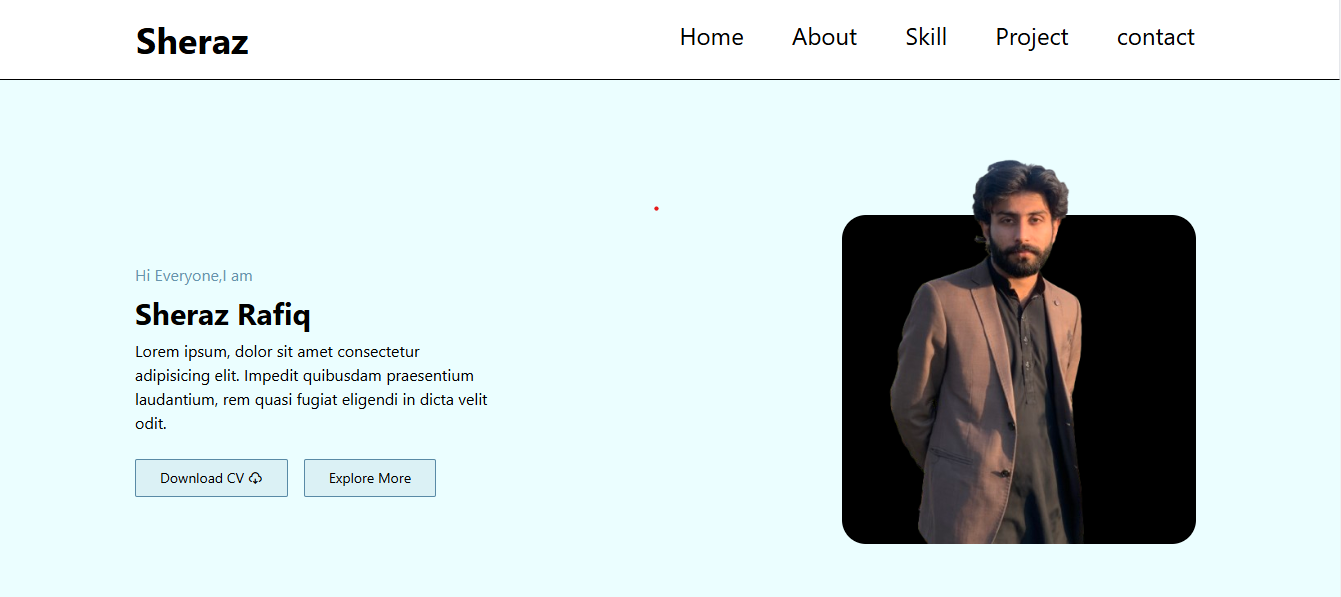 Sheraz
Home About Skill Project contact
Hi Everyone,I am
Sheraz Rafiq
Lorem ipsum, dolor sit amet consectetur
adipisicing elit. Impedit quibusdam praesentium
laudantium, rem quasi fugiat eligendi in dicta velit
odit.
Download CV
Explore More